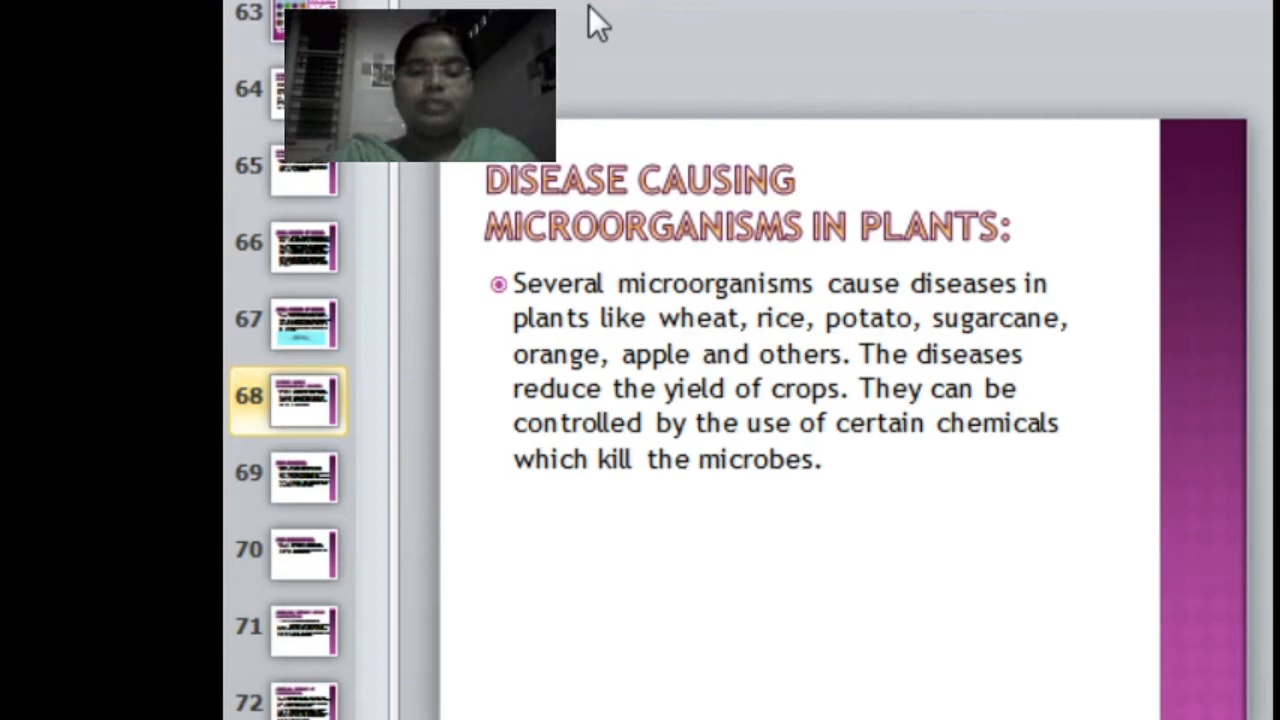 63
64
65
66
67
68
69
70
71
72
DISEASE CAUSING
MICROORGANISMS IN PLANTS:
Several microorganisms cause diseases in
plants like wheat, rice, potato, sugarcane,
orange, apple and others. The diseases
reduce the yield of crops. They can be
controlled by the use of certain chemicals
which kill the microbes.